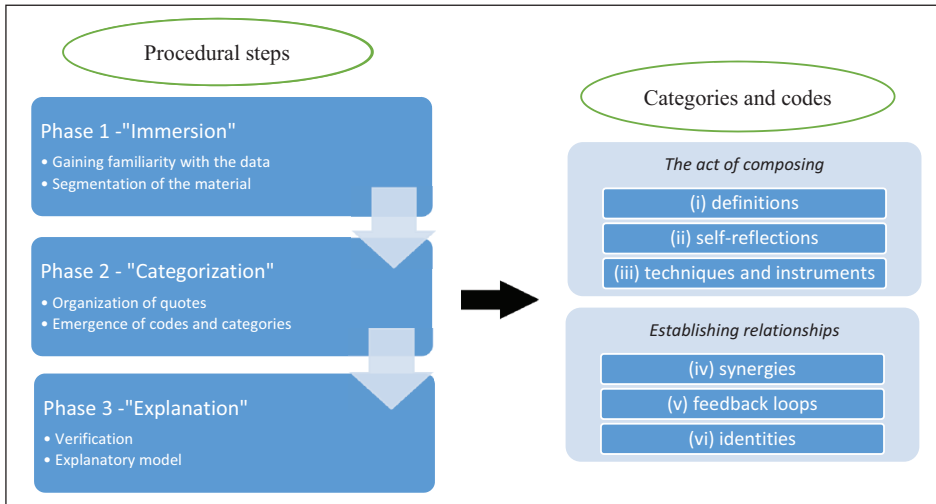 Procedural steps
Phase 1 -"Immersion"
• Gaining familiarity with the data
• Segmentation of the material
Phase 2 - "Categorization"
• Organization of quotes
• Emergence of codes and categories
Phase 3 -"Explanation"
• Verification
• Explanatory model
Categories and codes
The act of composing
(i) definitions
(ii) self-reflections
(iii) techniques and instruments
Establishing relationships
(iv) synergies
(v) feedback loops
(vi) identities